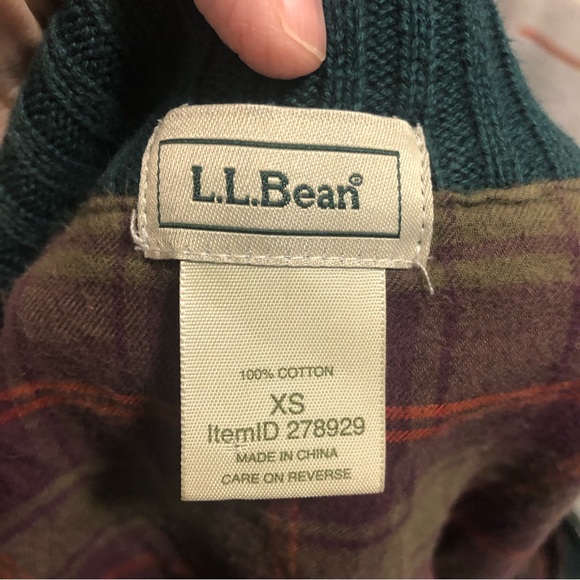 L.L.Bean®
100% COTTON
XS
ItemID 278929
MADE IN CHINA
CARE ON REVERSE